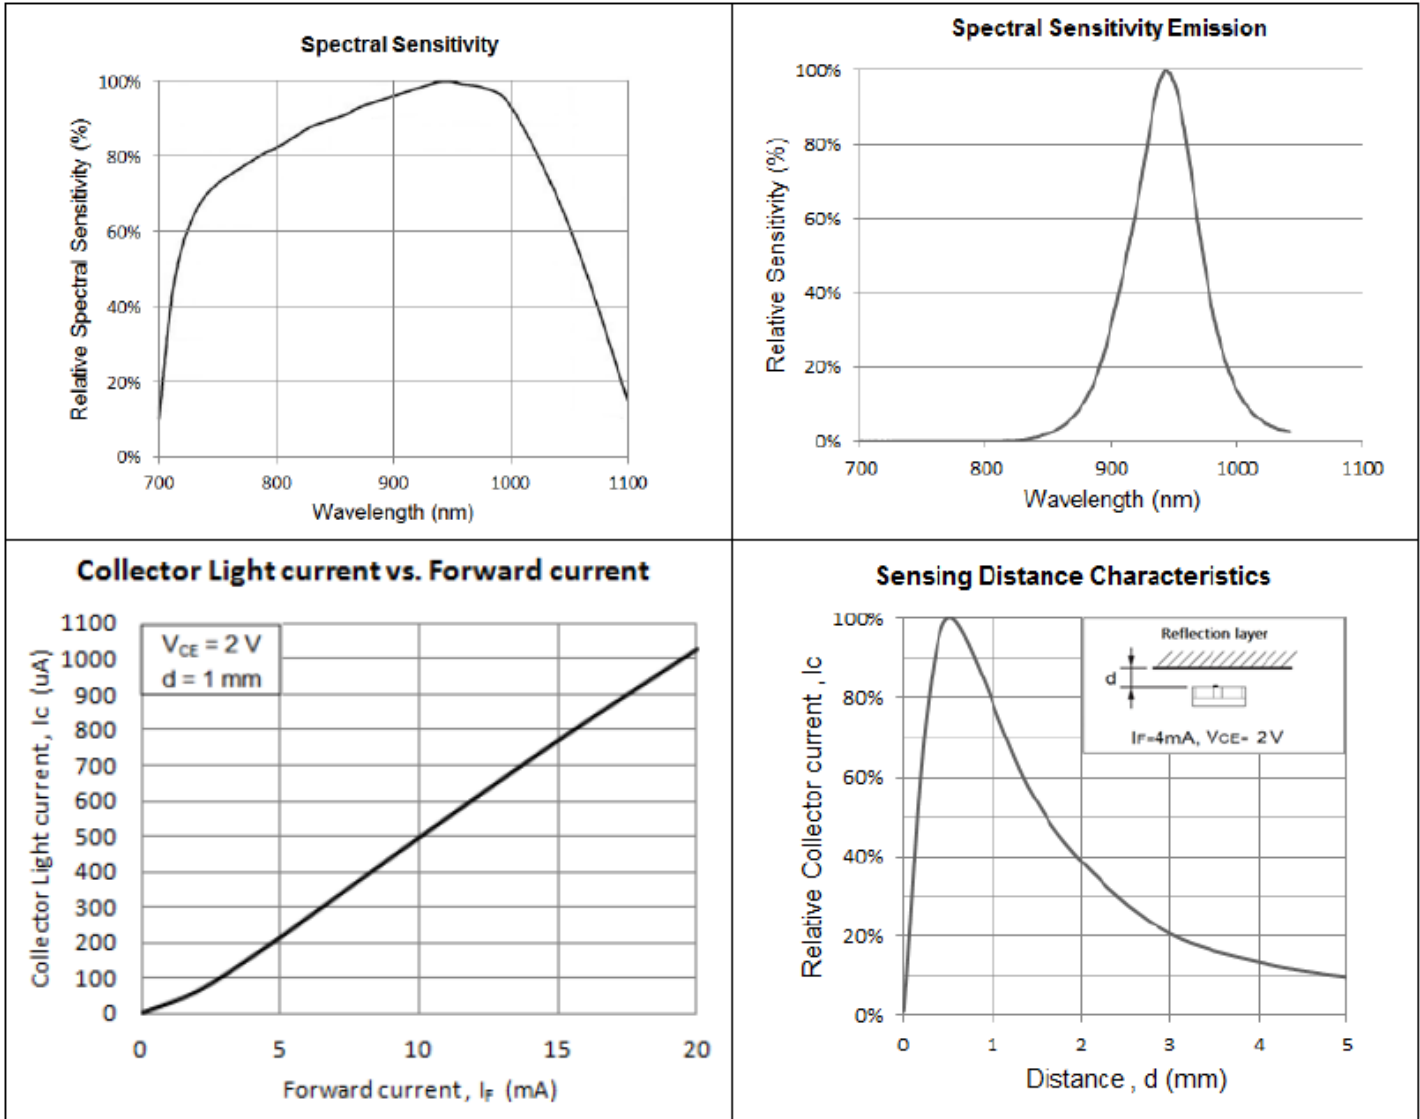 Spectral Sensitivity
Relative Spectral Sensitivity (%)
100%
80%
60%
40%
20%
0%
700 800 900 1000 1100
Wavelength (nm)
Spectral Sensitivity Emission
Relative Sensitivity (%)
100%
80%
60%
40%
20%
0%
700 800 900 1000 1100
Wavelength (nm)
Collector Light current vs. Forward current
Collector Light current, Ic (uA)
1100
1000
900
800
700
600
500
400
300
200
100
0
VCE = 2 V
d = 1 mm
0 5 10 15 20
Forward current, IF (mA)
Sensing Distance Characteristics
Relative Collector current , Ic
100%
80%
60%
40%
20%
0%
Reflection layer
d
IF=4mA, VCE= 2V
0 1 2 3 4 5
Distance , d (mm)